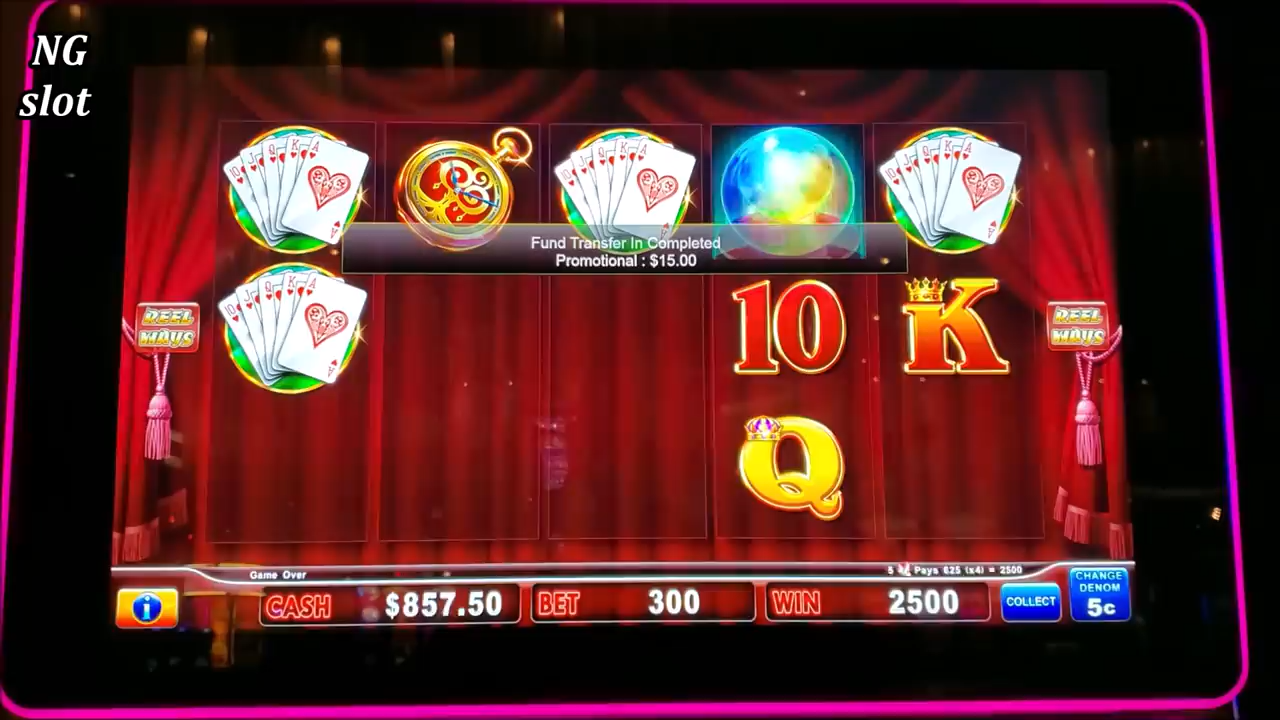 NG
slot
Fund Transfer In Completed
Promotional : $15.00
REEL
WAYS
10
K
REEL
WAYS
Q
Game Over
Pays 625 (x4) = 2500
CASH $857.50 BET 300 WIN 2500
COLLECT
CHANGE
DENOM
5¢